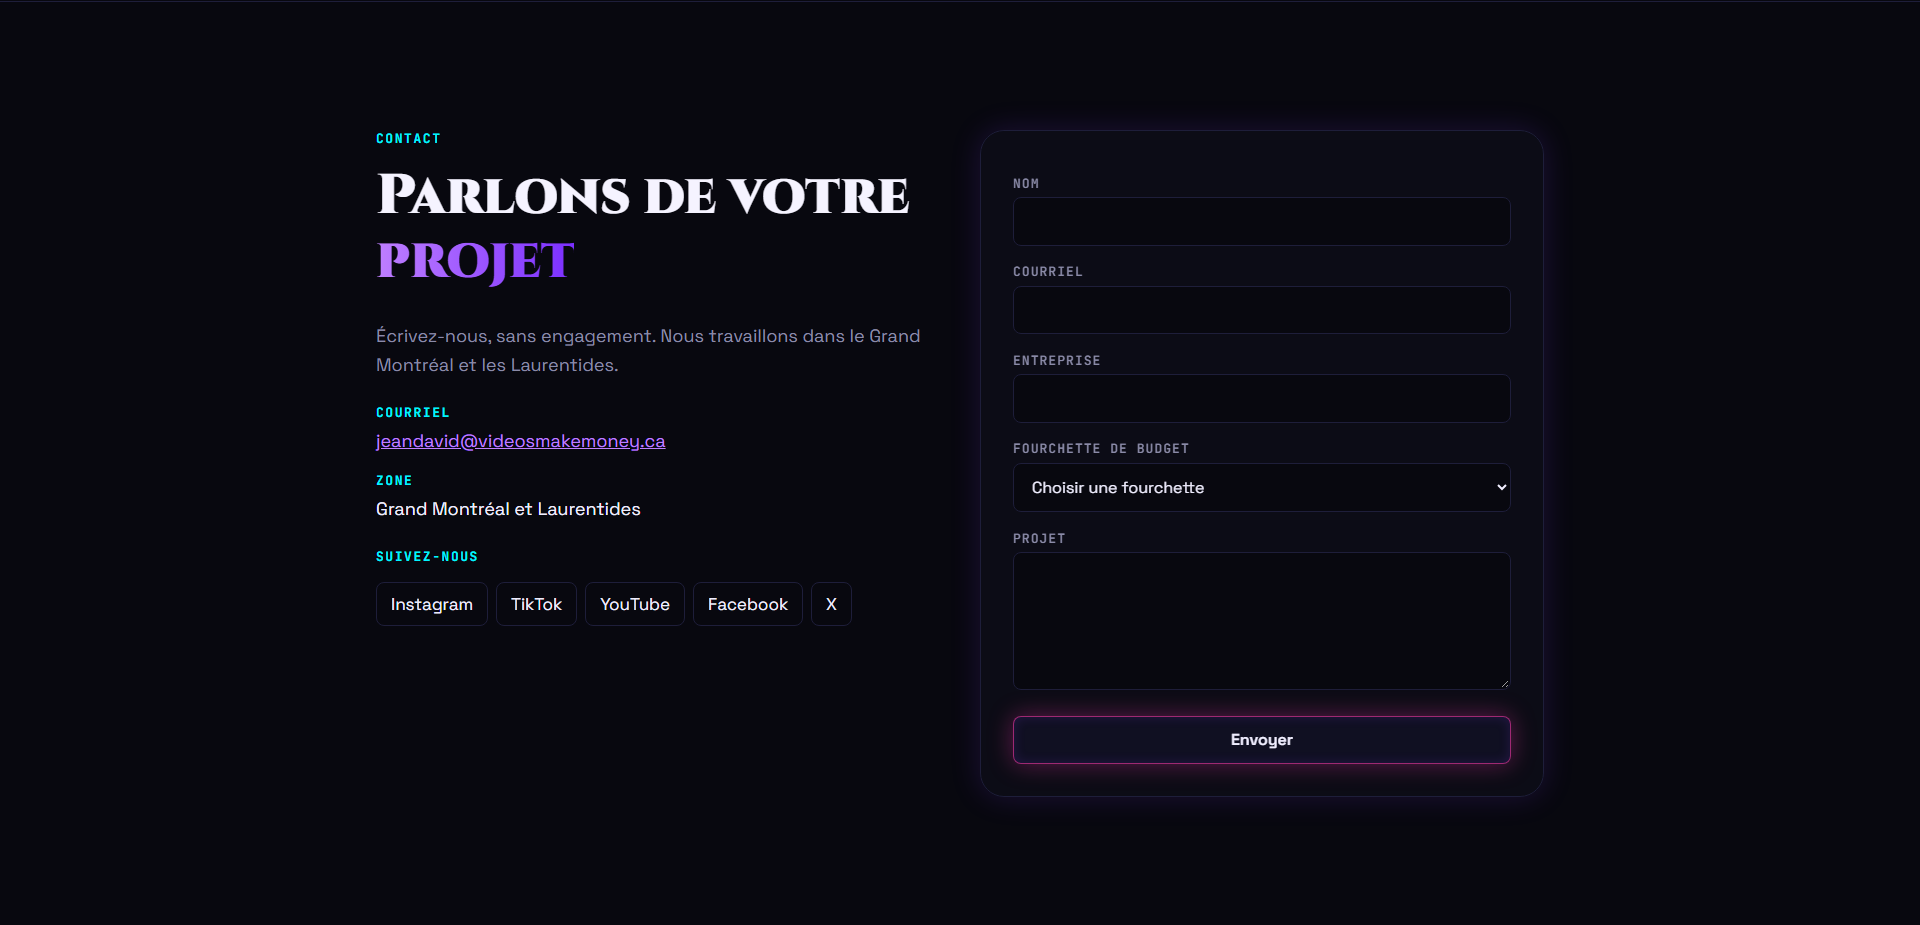 CONTACT
Parlons de votre
projet
Écrivez-nous, sans engagement. Nous travaillons dans le Grand
Montréal et les Laurentides.
COURRIEL
jeandavid@videosmakemoney.ca
ZONE
Grand Montréal et Laurentides
SUIVEZ-NOUS
Instagram TikTok YouTube Facebook X
NOM
COURRIEL
ENTREPRISE
FOURCHETTE DE BUDGET
Choisir une fourchette
PROJET
Envoyer